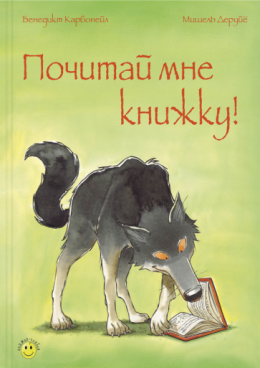 Бенедикт Карбонейл
Мишель Деруйе
Почитай мне
книжку!